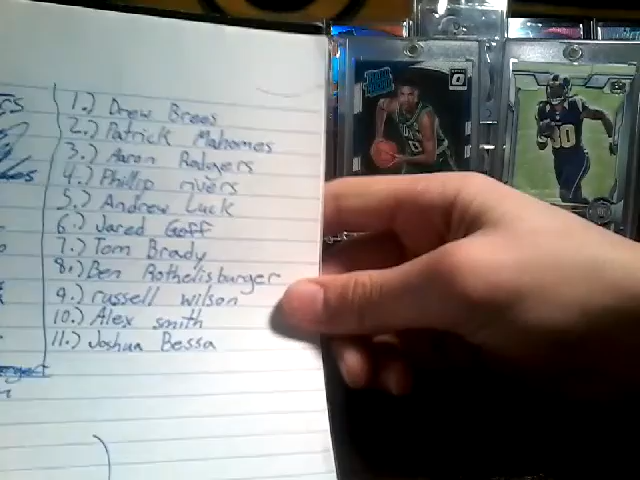 1.) Drew Brees
2.) Patrick Mahomes
3.) Aaron Rodgers
4.) Phillip rivers
5.) Andrew Luck
6.) Jared Goff
7.) Tom Brady
8.) Ben Rothelisburger
9.) russell wilson
10.) Alex smith
11.) Joshua Bessa